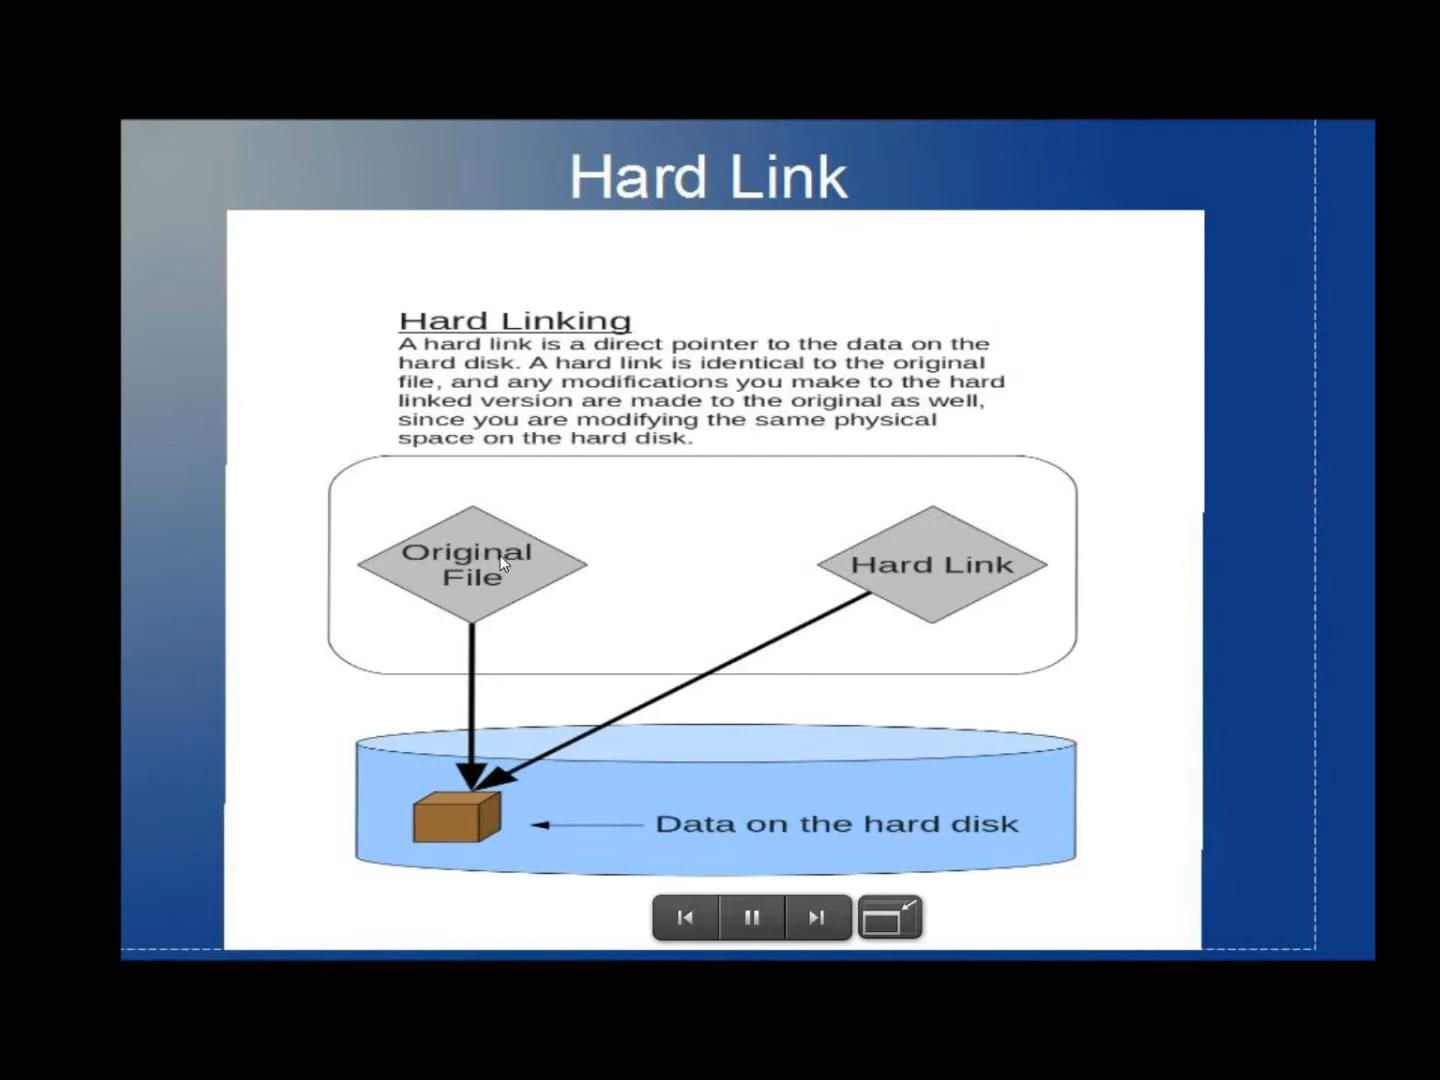 Hard Link
Hard Linking
A hard link is a direct pointer to the data on the
hard disk. A hard link is identical to the original
file, and any modifications you make to the hard
linked version are made to the original as well,
since you are modifying the same physical
space on the hard disk.
Original
File
Hard Link
Data on the hard disk